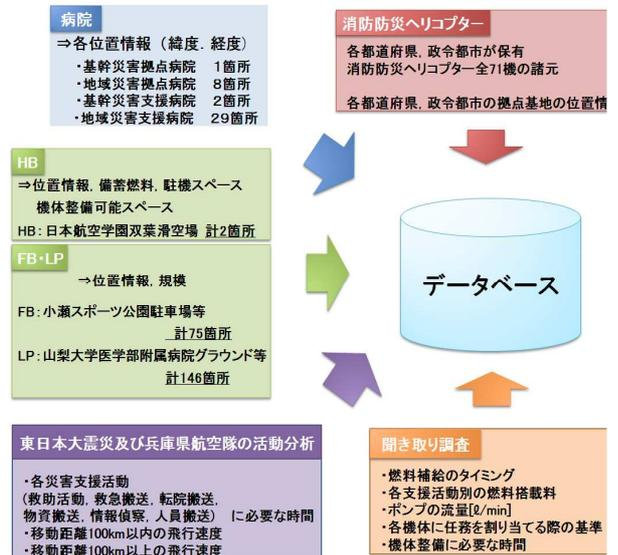 病院
⇒各位置情報（緯度．経度）
・基幹災害拠点病院　1箇所
・地域災害拠点病院　8箇所
・基幹災害支援病院　2箇所
・地域災害支援病院　29箇所
消防防災ヘリコプター
各都道府県，政令都市が保有
消防防災ヘリコプター全71機の諸元
各都道府県，政令都市の拠点基地の位置情
HB
⇒位置情報，備蓄燃料，駐機スペース
機体整備可能スペース
HB：日本航空学園双葉滑空場　計2箇所
FB・LP
⇒位置情報，規模
FB：小瀬スポーツ公園駐車場等
計75箇所
LP：山梨大学医学部附属病院グラウンド等
計146箇所
データベース
東日本大震災及び兵庫県航空隊の活動分析
・各災害支援活動
（救助活動，救急搬送，転院搬送，
物資搬送，情報偵察，人員搬送）　に必要な時間
・移動距離100km以内の飛行速度
・移動距離100km以上の飛行速度
聞き取り調査
・燃料補給のタイミング
・各支援活動別の燃料搭載料
・ポンプの流量[ℓ/min]
・各機体に任務を割り当てる際の基準
・機体整備に必要な時間